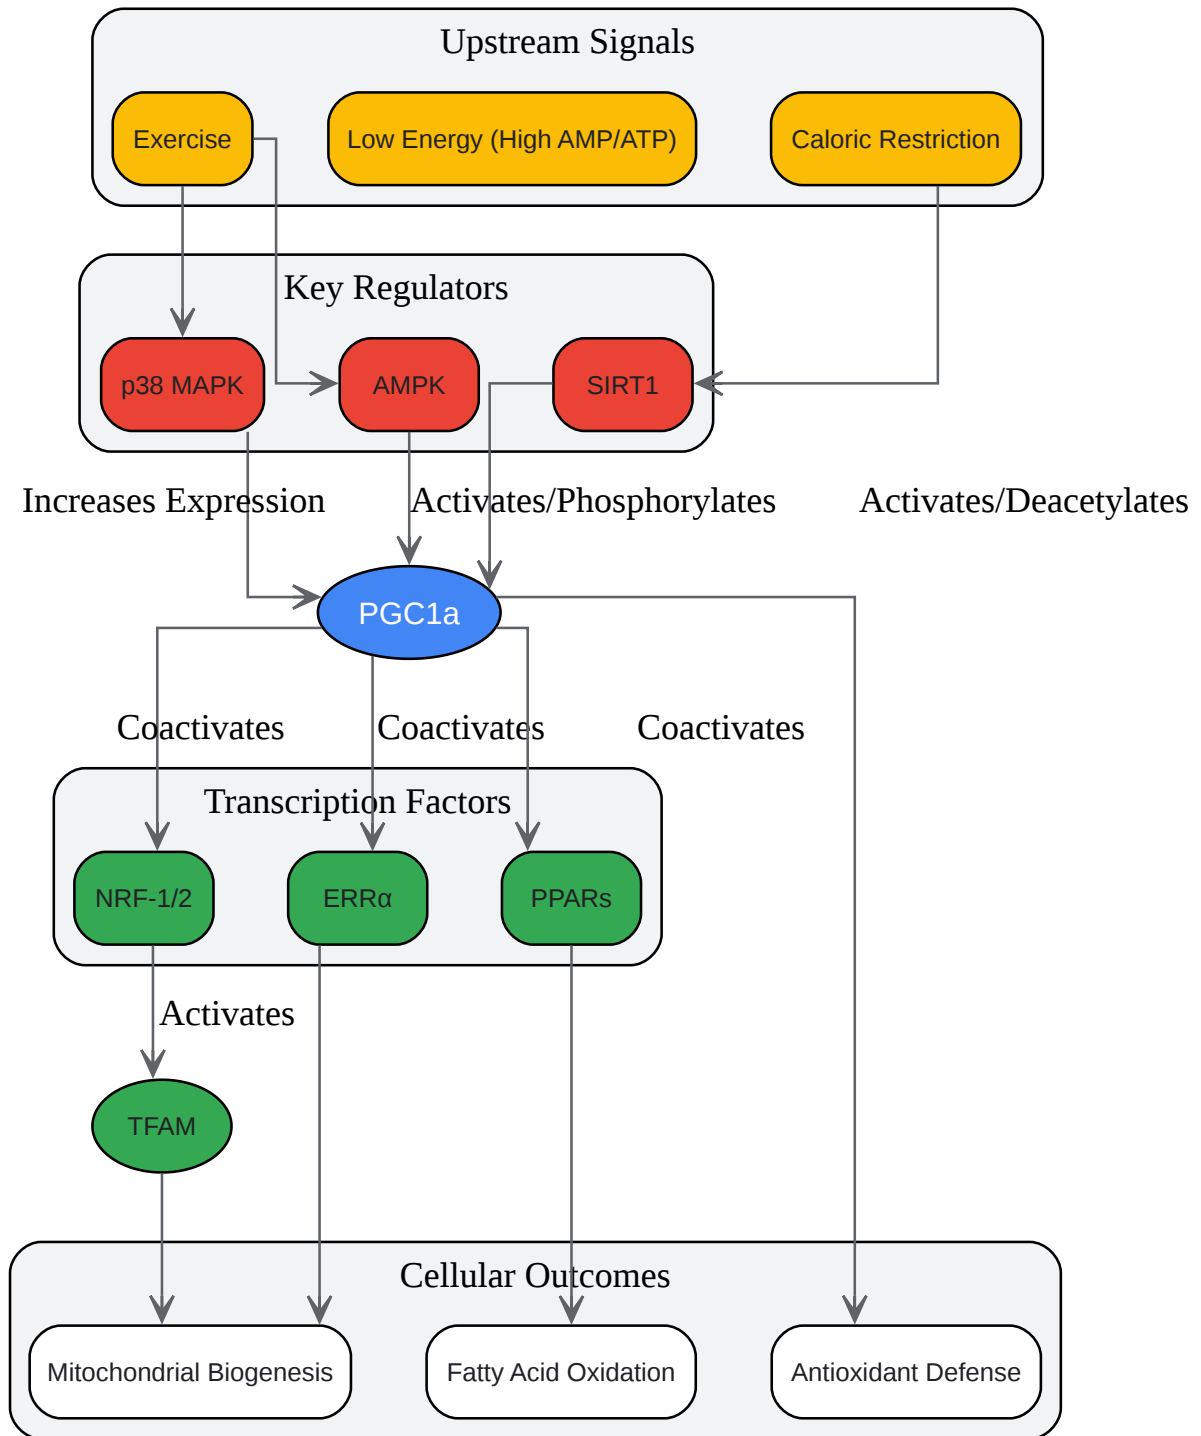 Upstream Signals
Exercise
Low Energy (High AMP/ATP)
Caloric Restriction
Key Regulators
p38 MAPK
AMPK
SIRT1
Increases Expression
Activates/Phosphorylates
Activates/Deacetylates
PGC1a
Coactivates
Coactivates
Coactivates
Transcription Factors
NRF-1/2
ERRα
PPARs
Activates
TFAM
Cellular Outcomes
Mitochondrial Biogenesis
Fatty Acid Oxidation
Antioxidant Defense